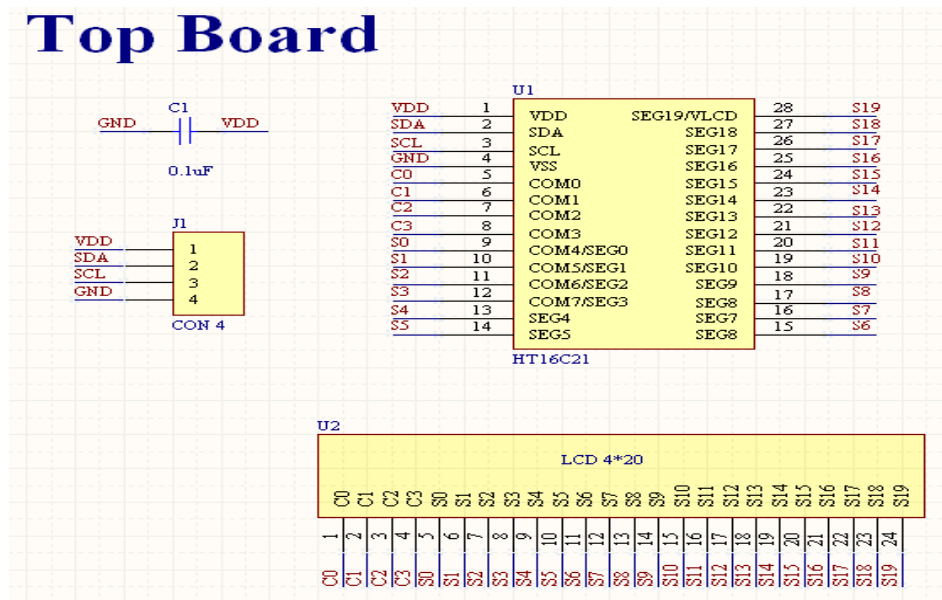 Top Board
C1
GND VDD
0.1uF
J1
VDD 1
SDA 2
SCL 3
GND 4
CON 4
U1
VDD 1 VDD SEG19/VLCD 28 S19
SDA 2 SDA SEG18 27 S18
SCL 3 SCL SEG17 26 S17
GND 4 VSS SEG16 25 S16
C0 5 COM0 SEG15 24 S15
C1 6 COM1 SEG14 23 S14
C2 7 COM2 SEG13 22 S13
C3 8 COM3 SEG12 21 S12
S0 9 COM4/SEG0 SEG11 20 S11
S1 10 COM5/SEG1 SEG10 19 S10
S2 11 COM6/SEG2 SEG9 18 S9
S3 12 COM7/SEG3 SEG8 17 S8
S4 13 SEG4 SEG7 16 S7
S5 14 SEG5 SEG8 15 S6
HT16C21
U2
LCD 4*20
C0 C1 C2 C3 S0 S1 S2 S3 S4 S5 S6 S7 S8 S9 S10 S11 S12 S13 S14 S15 S16 S17 S18 S19
1 2 3 4 5 6 7 8 9 10 11 12 13 14 15 16 17 18 19 20 21 22 23 24
C0 C1 C2 C3 S0 S1 S2 S3 S4 S5 S6 S7 S8 S9 S10 S11 S12 S13 S14 S15 S16 S17 S18 S19